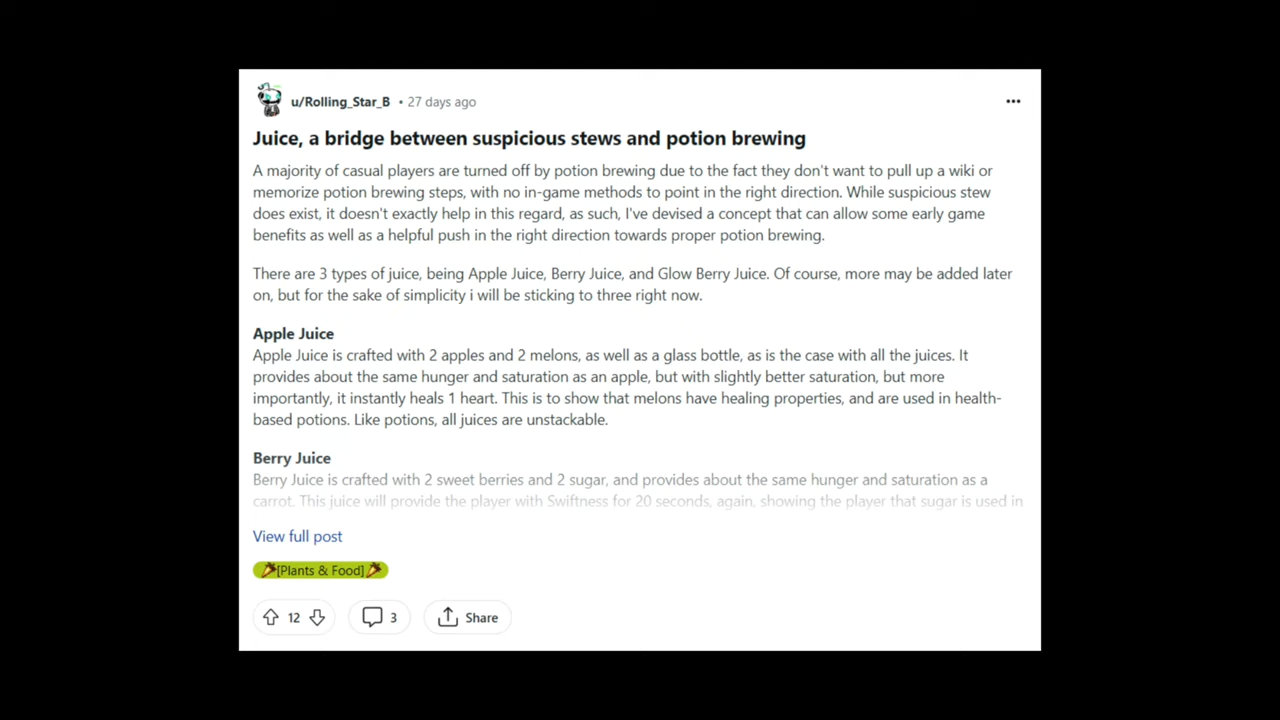 u/Rolling_Star_B • 27 days ago
Juice, a bridge between suspicious stews and potion brewing
A majority of casual players are turned off by potion brewing due to the fact they don't want to pull up a wiki or
memorize potion brewing steps, with no in-game methods to point in the right direction. While suspicious stew
does exist, it doesn't exactly help in this regard, as such, I've devised a concept that can allow some early game
benefits as well as a helpful push in the right direction towards proper potion brewing.
There are 3 types of juice, being Apple Juice, Berry Juice, and Glow Berry Juice. Of course, more may be added later
on, but for the sake of simplicity i will be sticking to three right now.
Apple Juice
Apple Juice is crafted with 2 apples and 2 melons, as well as a glass bottle, as is the case with all the juices. It
provides about the same hunger and saturation as an apple, but with slightly better saturation, but more
importantly, it instantly heals 1 heart. This is to show that melons have healing properties, and are used in health-
based potions. Like potions, all juices are unstackable.
Berry Juice
Berry Juice is crafted with 2 sweet berries and 2 sugar, and provides about the same hunger and saturation as a
carrot. This juice will provide the player with Swiftness for 20 seconds, again, showing the player that sugar is used in
View full post
[Plants & Food]
12 3 Share